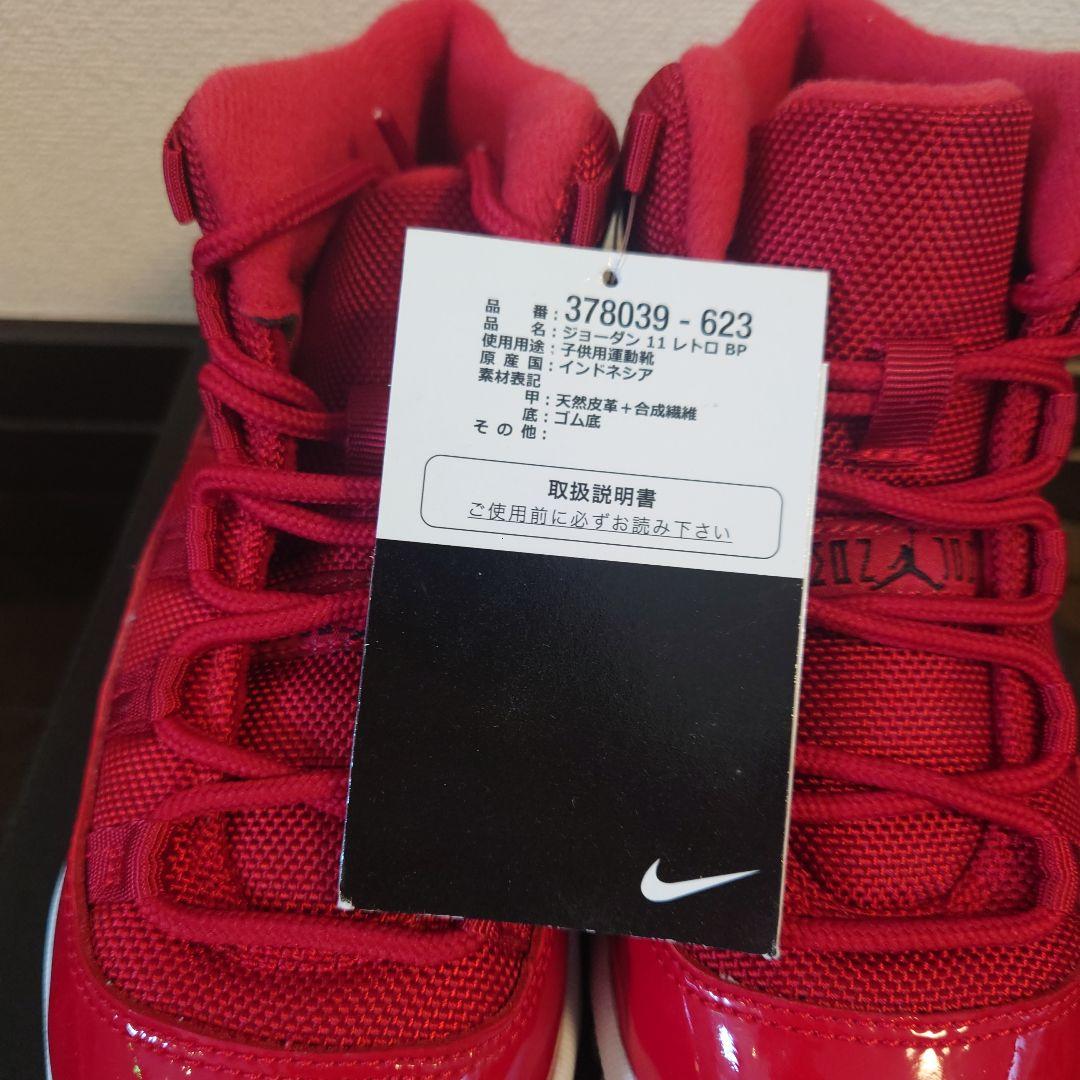 品 番 : 378039 - 623
品 名 : ジョーダン 11 レトロ BP
使用用途 : 子供用運動靴
原 産 国 : インドネシア
素材表記
甲 : 天然皮革＋合成繊維
底 : ゴム底
そ の 他 :
取扱説明書
ご使用前に必ずお読み下さい